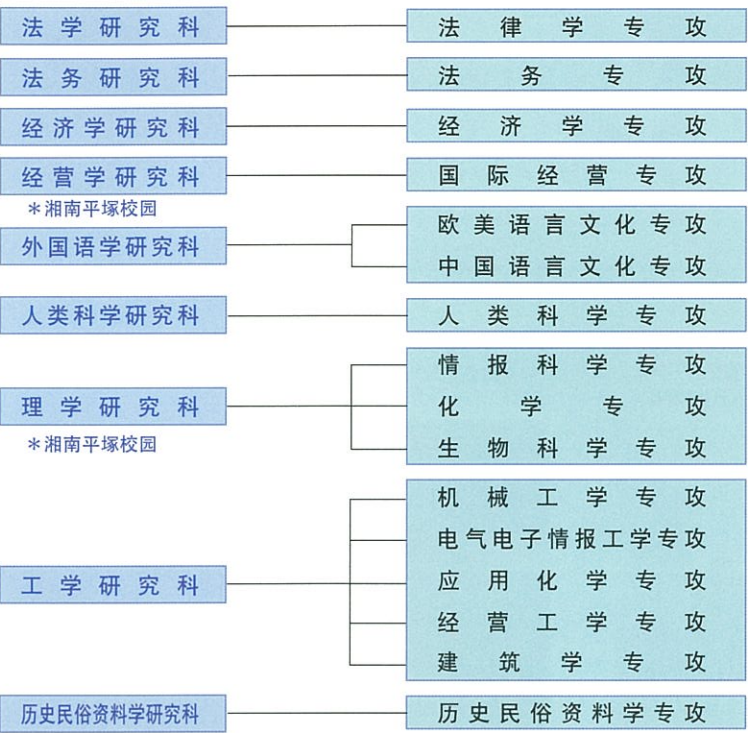 法学研究科
法律学专攻
法务研究科
法务专攻
经济学研究科
经济学专攻
经营学研究科
国际经营专攻
*湘南平塚校园
外国语学研究科
欧美语言文化专攻
中国语言文化专攻
人类科学研究科
人类科学专攻
理学研究科
*湘南平塚校园
情报科学专攻
化学专攻
生物科学专攻
工学研究科
机械工学专攻
电气电子情报工学专攻
应用化学专攻
经营工学专攻
建筑学专攻
历史民俗资料学研究科
历史民俗资料学专攻